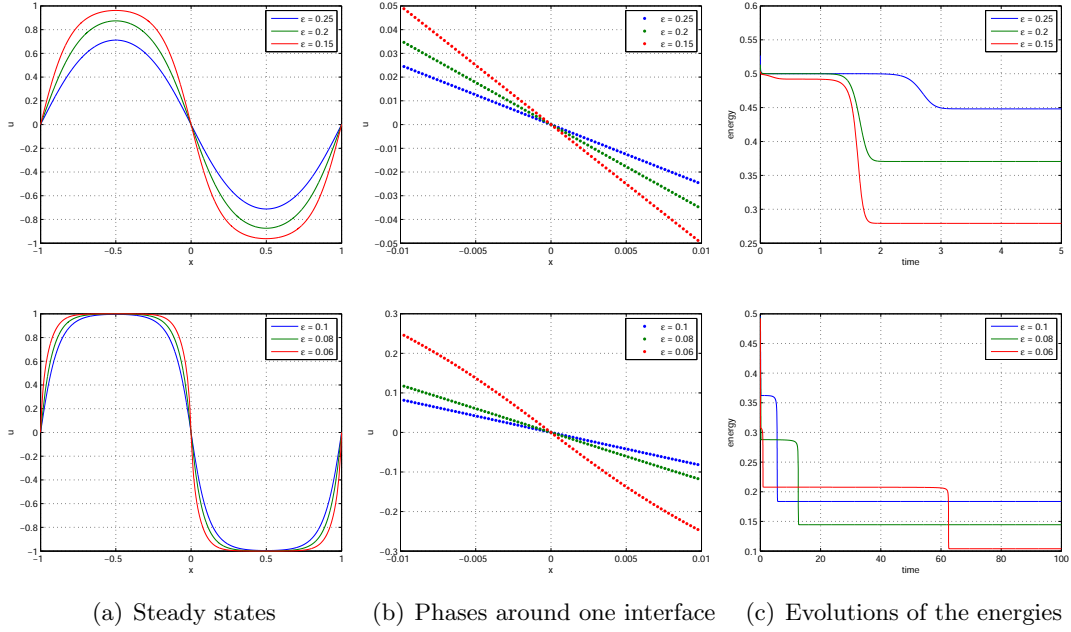 ε = 0.25
ε = 0.2
ε = 0.15
1
0.8
0.6
0.4
0.2
0
−0.2
−0.4
−0.6
−0.8
−1
−1
−0.5
0
0.5
1
x
u
ε = 0.25
ε = 0.2
ε = 0.15
0.05
0.04
0.03
0.02
0.01
0
−0.01
−0.02
−0.03
−0.04
−0.05
−0.01
−0.005
0
0.005
0.01
x
u
ε = 0.25
ε = 0.2
ε = 0.15
0.6
0.55
0.5
0.45
0.4
0.35
0.3
0.25
0
1
2
3
4
5
time
energy
ε = 0.1
ε = 0.08
ε = 0.06
1
0.8
0.6
0.4
0.2
0
−0.2
−0.4
−0.6
−0.8
−1
−1
−0.5
0
0.5
1
x
u
ε = 0.1
ε = 0.08
ε = 0.06
0.3
0.2
0.1
0
−0.1
−0.2
−0.3
−0.01
−0.005
0
0.005
0.01
x
u
ε = 0.1
ε = 0.08
ε = 0.06
0.5
0.45
0.4
0.35
0.3
0.25
0.2
0.15
0.1
0
20
40
60
80
100
time
energy
(a) Steady states
(b) Phases around one interface
(c) Evolutions of the energies